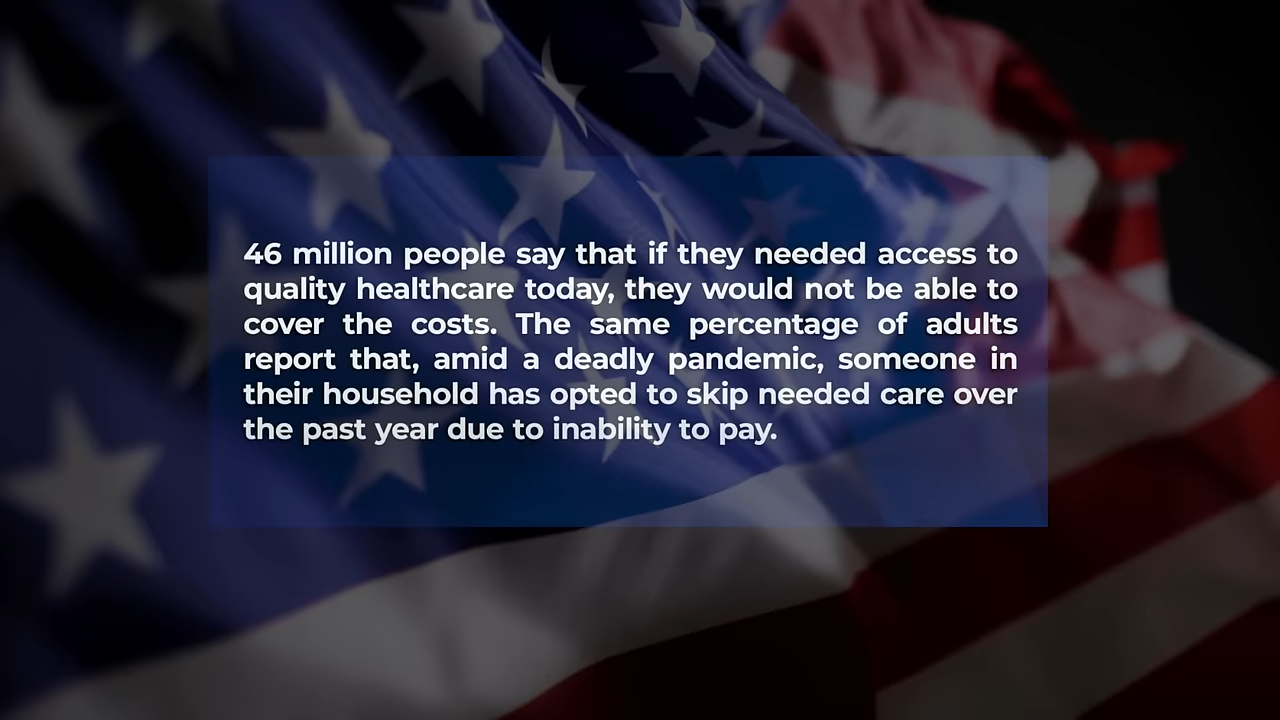 46 million people say that if they needed access to
quality healthcare today, they would not be able to
cover the costs. The same percentage of adults
report that, amid a deadly pandemic, someone in
their household has opted to skip needed care over
the past year due to inability to pay.